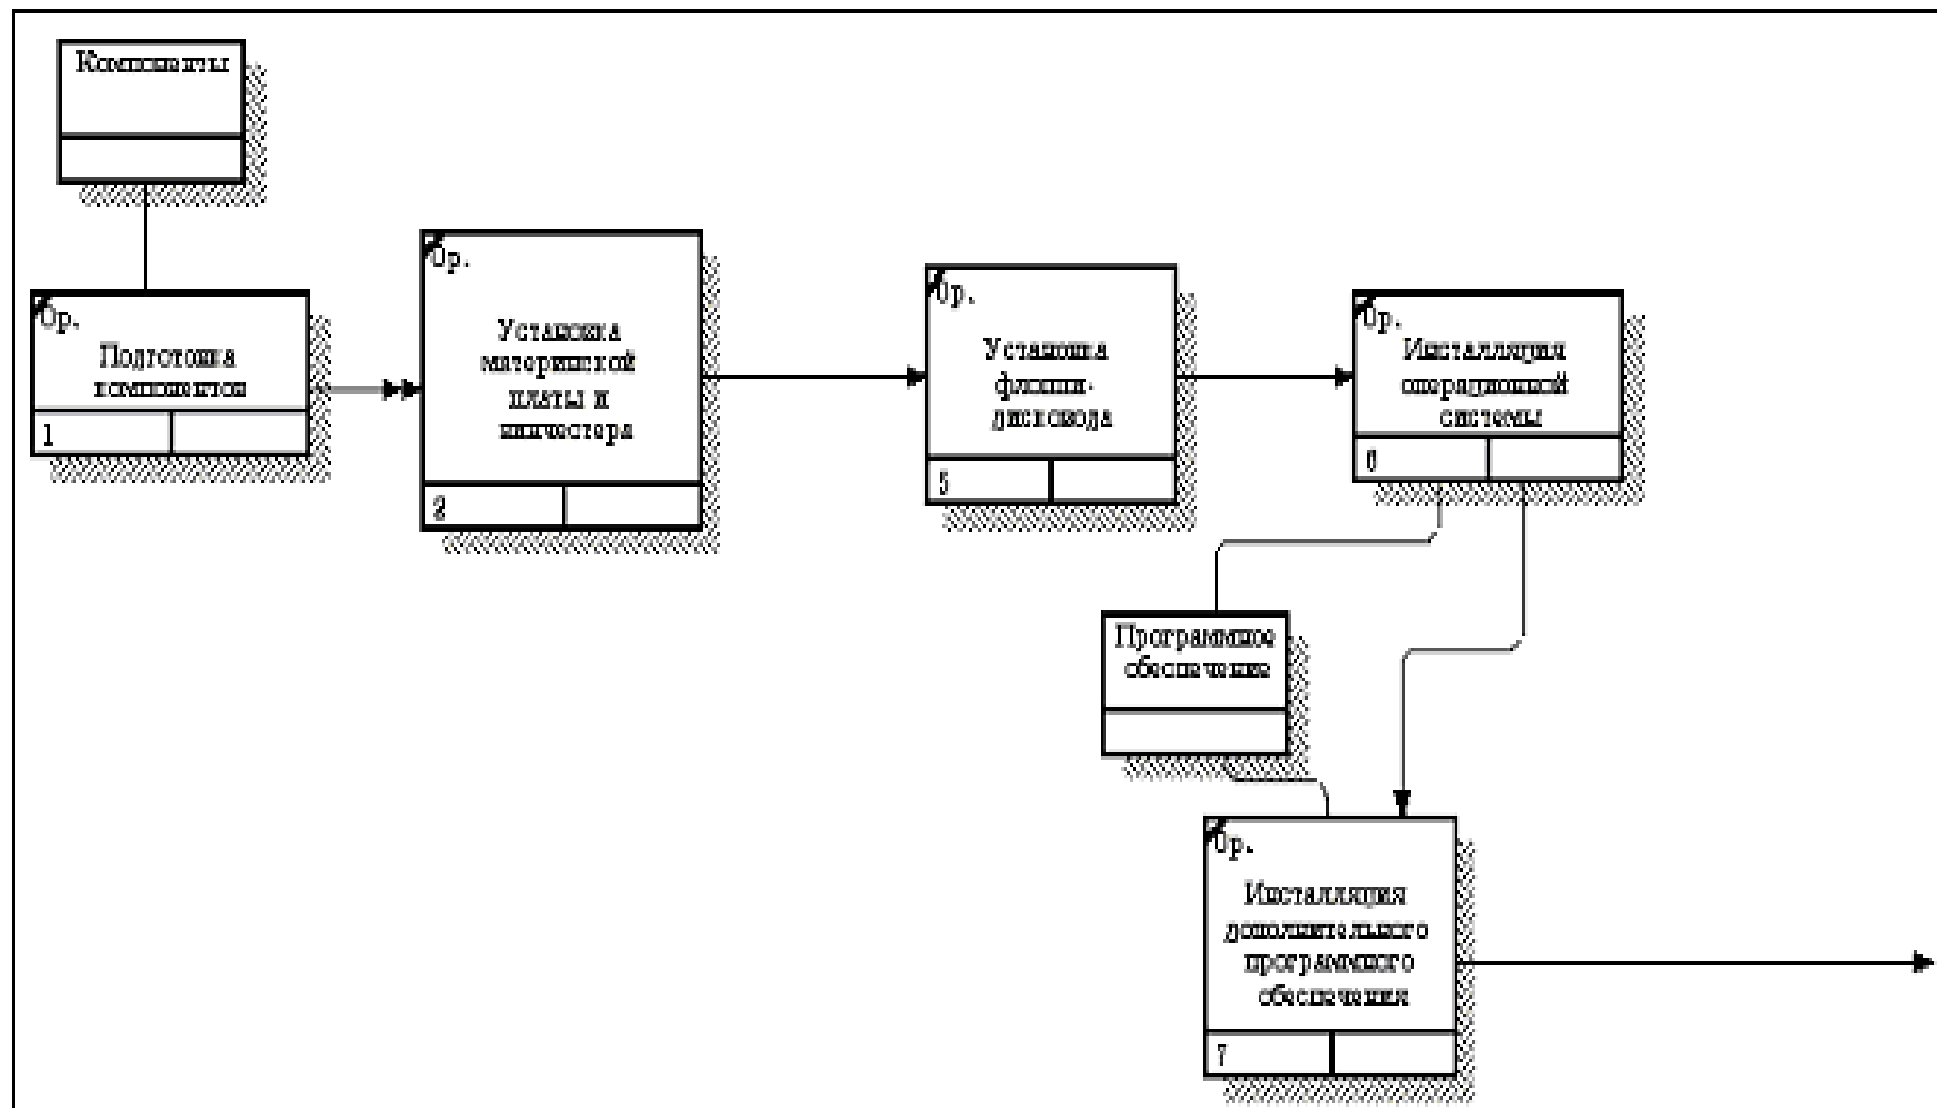 Компоненты
0р.
Подготовка
компонентов
1
0р.
Установка
материнской
платы и
винчестера
2
0р.
Установка
флоппи-
дисковода
5
0р.
Инсталляция
операционной
системы
6
Программное
обеспечение
0р.
Инсталляция
дополнительного
программного
обеспечения
7